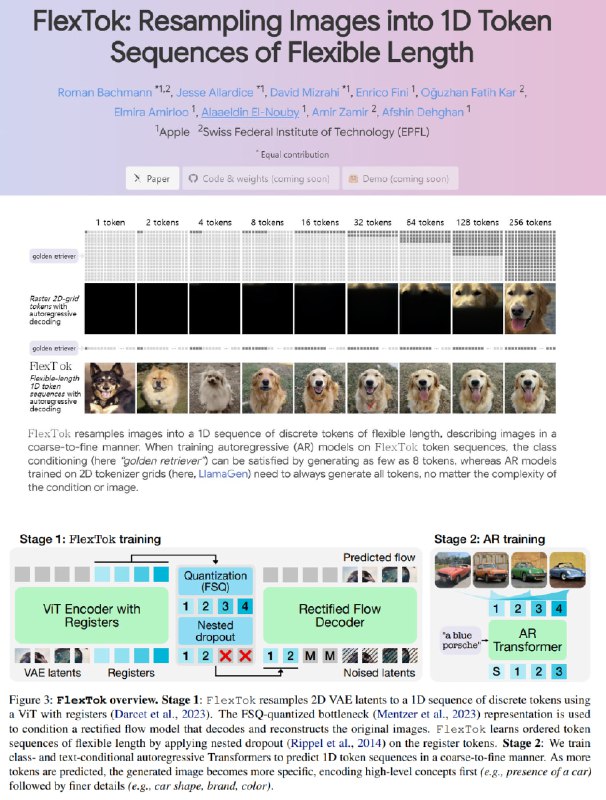 FlexTok: Resampling Images into 1D Token
Sequences of Flexible Length
Roman Bachmann *1,2, Jesse Allardice *1, David Mizrahi *1, Enrico Fini 1, Oğuzhan Fatih Kar 2,
Elmira Amirloo 1, Alaaeldin El-Nouby 1, Amir Zamir 2, Afshin Dehghan 1
1Apple 2Swiss Federal Institute of Technology (EPFL)
* Equal contribution
Paper
Code & weights (coming soon)
Demo (coming soon)
1 token 2 tokens 4 tokens 8 tokens 16 tokens 32 tokens 64 tokens 128 tokens 256 tokens
golden retriever
Raster 2D-grid
tokens with
autoregressive
decoding
golden retriever
FlexTok
Flexible-length
1D token
sequences with
autoregressive
decoding
FlexTok resamples images into a 1D sequence of discrete tokens of flexible length, describing images in a
coarse-to-fine manner. When training autoregressive (AR) models on FlexTok token sequences, the class
conditioning (here "golden retriever") can be satisfied by generating as few as 8 tokens, whereas AR models
trained on 2D tokenizer grids (here, LlamaGen) need to always generate all tokens, no matter the complexity of
the condition or image.
Stage 1: FlexTok training
Stage 2: AR training
Predicted flow
Quantization
(FSQ)
1 2 3 4
ViT Encoder with
Registers
Nested
dropout
Rectified Flow
Decoder
1 2
1 2 M M
VAE latents
Registers
Noised latents
1 2 3 4
"a blue
porsche"
AR
Transformer
S 1 2 3
Figure 3: FlexTok overview. Stage 1: FlexTok resamples 2D VAE latents to a 1D sequence of discrete tokens using
a ViT with registers (Darcet et al., 2023). The FSQ-quantized bottleneck (Mentzer et al., 2023) representation is used
to condition a rectified flow model that decodes and reconstructs the original images. FlexTok learns ordered token
sequences of flexible length by applying nested dropout (Rippel et al., 2014) on the register tokens. Stage 2: We train
class- and text-conditional autoregressive Transformers to predict 1D token sequences in a coarse-to-fine manner. As more
tokens are predicted, the generated image becomes more specific, encoding high-level concepts first (e.g., presence of a car)
followed by finer details (e.g., car shape, brand, color).